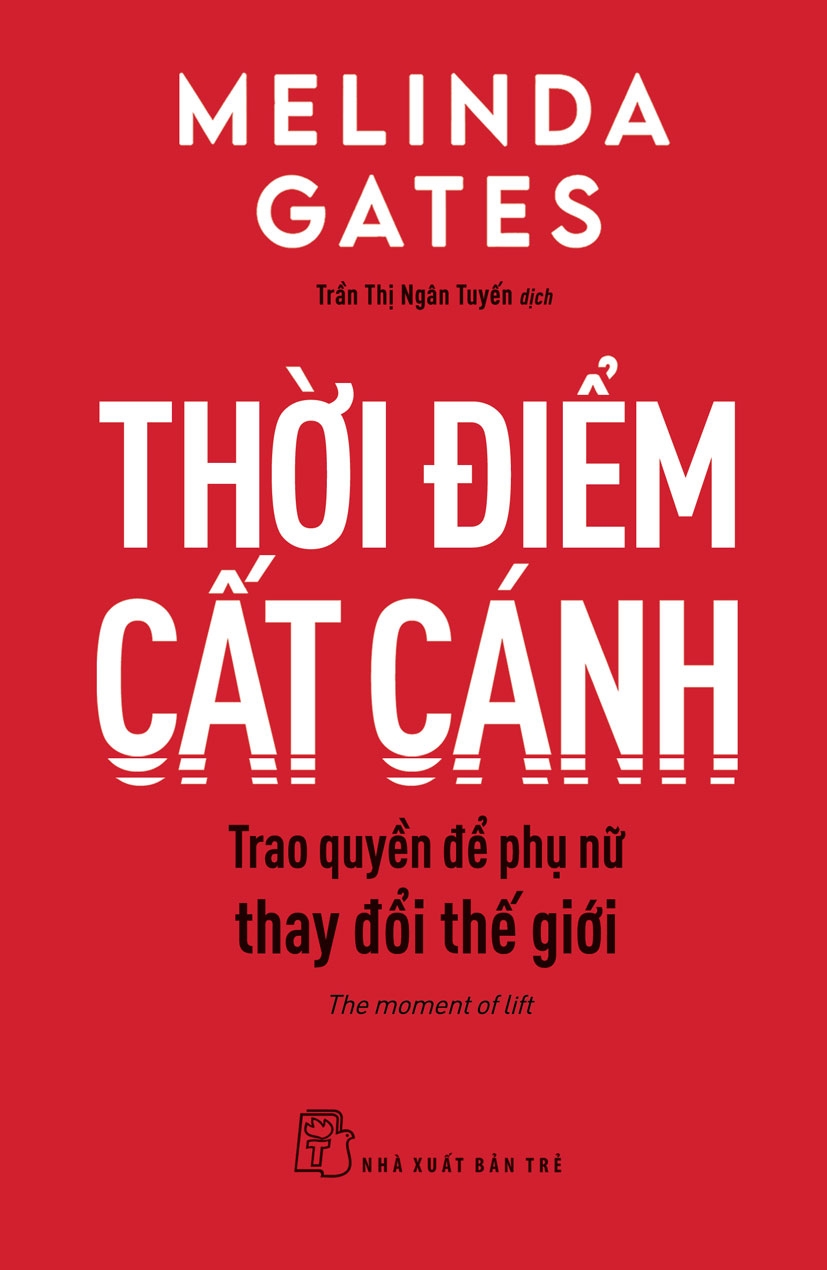 MELINDA
GATES
Trần Thị Ngân Tuyến dịch
THỜI ĐIỂM
CẤT CÁNH
Trao quyền để phụ nữ
thay đổi thế giới
The moment of lift
T
NHÀ XUẤT BẢN TRẺ